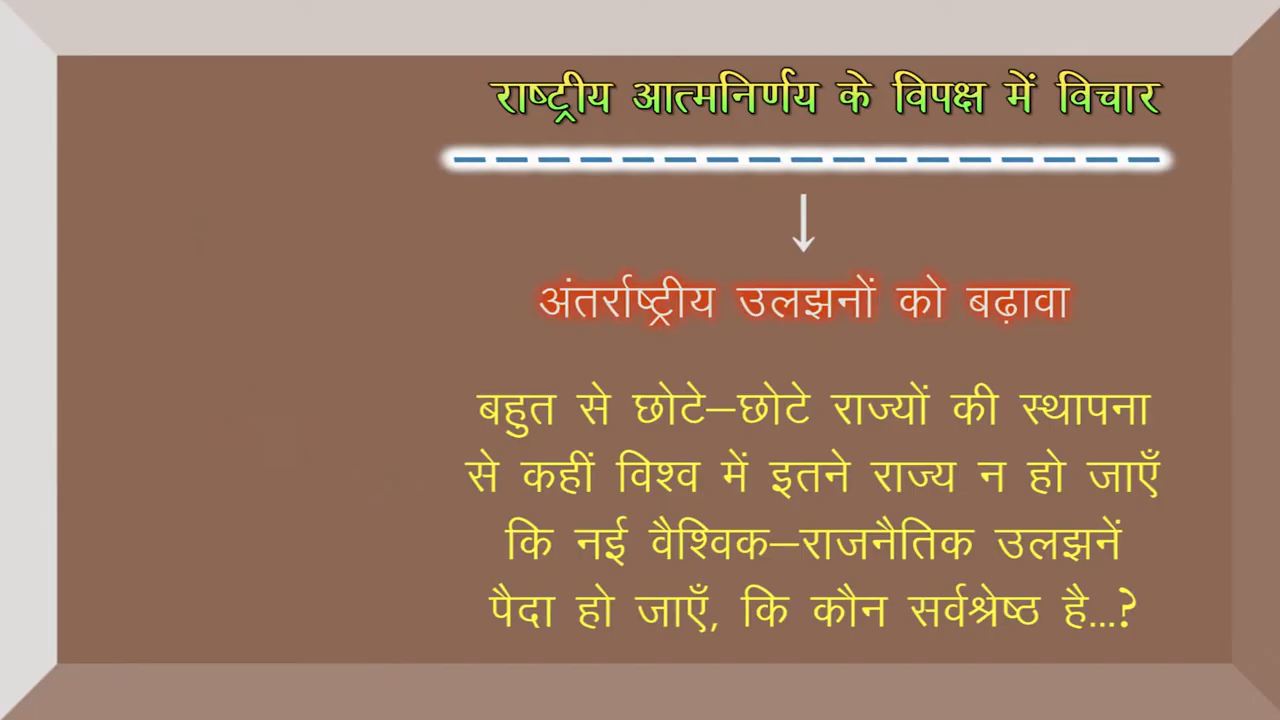 राष्ट्रीय आत्मनिर्णय के विपक्ष में विचार
↓
अंतर्राष्ट्रीय उलझनों को बढ़ावा
बहुत से छोटे–छोटे राज्यों की स्थापना
से कहीं विश्व में इतने राज्य न हो जाएँ
कि नई वैश्विक–राजनैतिक उलझनें
पैदा हो जाएँ, कि कौन सर्वश्रेष्ठ है...?